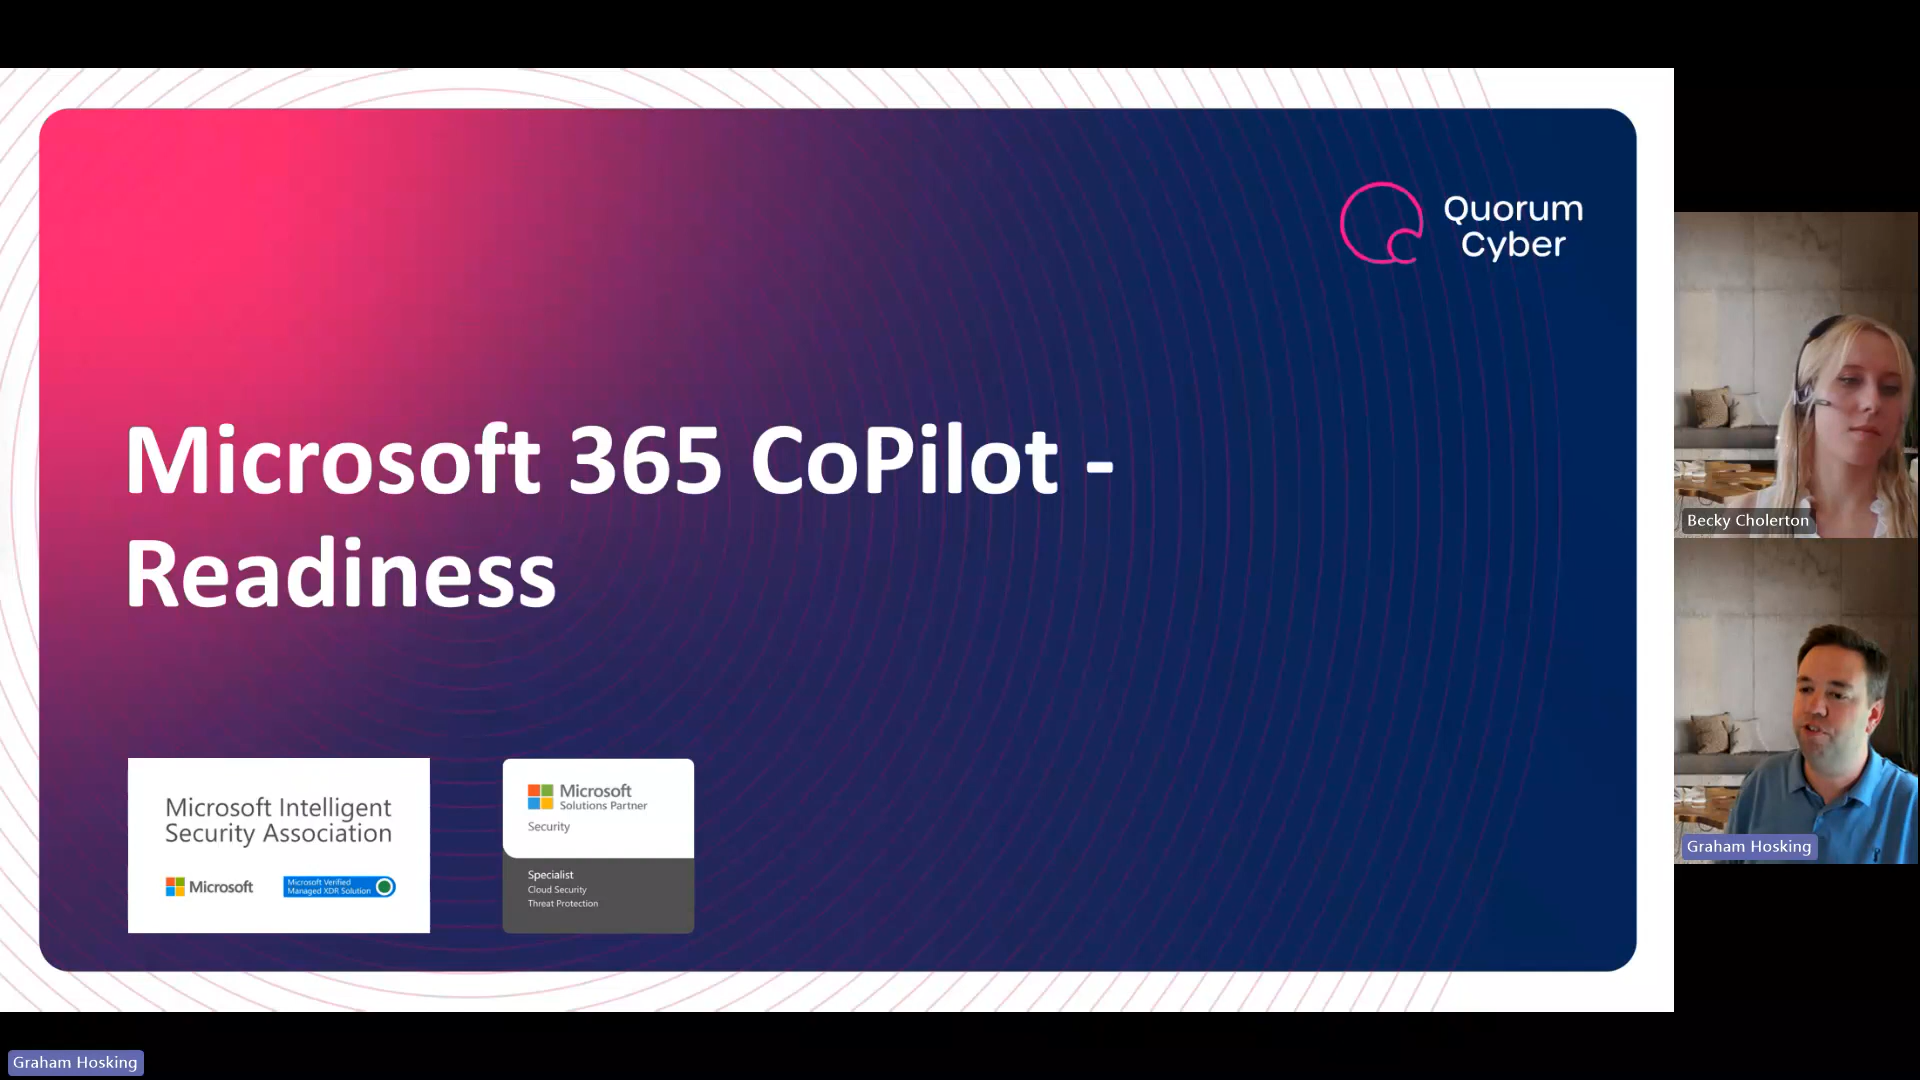 Quorum
Cyber
Microsoft 365 CoPilot -
Readiness
Microsoft Intelligent
Security Association
Microsoft
Microsoft Verified
Managed XDR Solution
Microsoft
Solutions Partner
Security
Specialist
Cloud Security
Threat Protection
Becky Cholerton
Graham Hosking
Graham Hosking